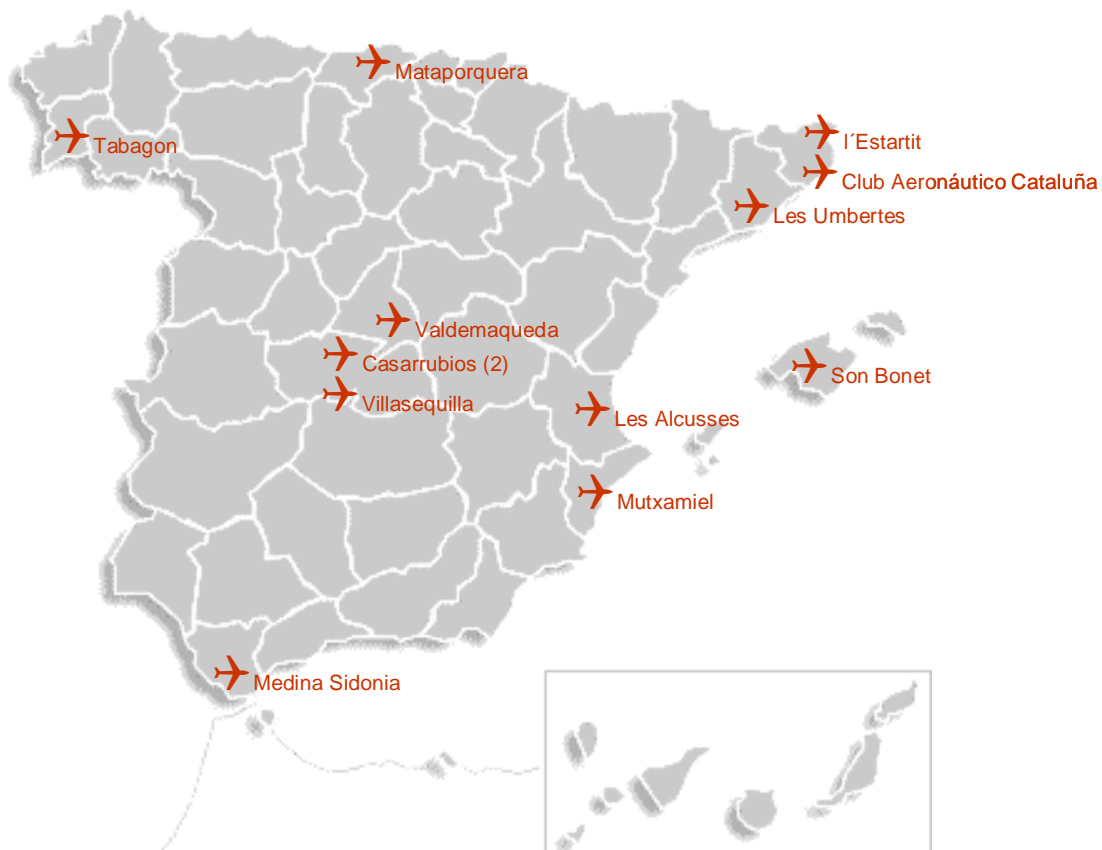 Mataporquera
Tabagon
l´Estartit
Club Aeronáutico Cataluña
Les Umbertes
Valdemaqueda
Casarrubios (2)
Son Bonet
Villasequilla
Les Alcusses
Mutxamiel
Medina Sidonia